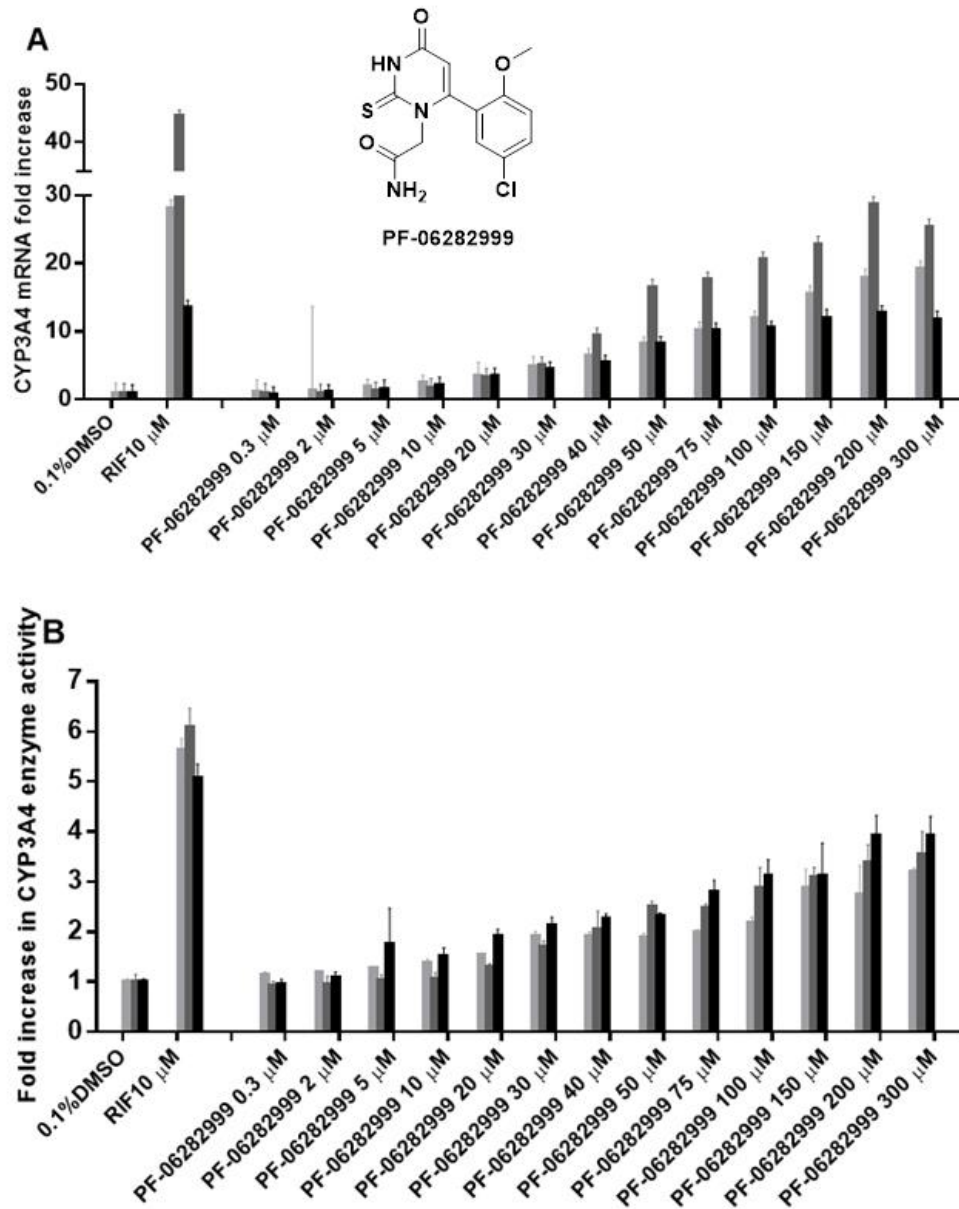 A
O
HN
O
S
N
O
NH2
Cl
PF-06282999
CYP3A4 mRNA fold increase
50
40
30
20
10
0
0.1%DMSO
RIF10 μM
PF-06282999 0.3 μM
PF-06282999 2 μM
PF-06282999 5 μM
PF-06282999 10 μM
PF-06282999 20 μM
PF-06282999 30 μM
PF-06282999 40 μM
PF-06282999 50 μM
PF-06282999 75 μM
PF-06282999 100 μM
PF-06282999 150 μM
PF-06282999 200 μM
PF-06282999 300 μM
B
Fold increase in CYP3A4 enzyme activity
7
6
5
4
3
2
1
0
0.1%DMSO
RIF10 μM
PF-06282999 0.3 μM
PF-06282999 2 μM
PF-06282999 5 μM
PF-06282999 10 μM
PF-06282999 20 μM
PF-06282999 30 μM
PF-06282999 40 μM
PF-06282999 50 μM
PF-06282999 75 μM
PF-06282999 100 μM
PF-06282999 150 μM
PF-06282999 200 μM
PF-06282999 300 μM